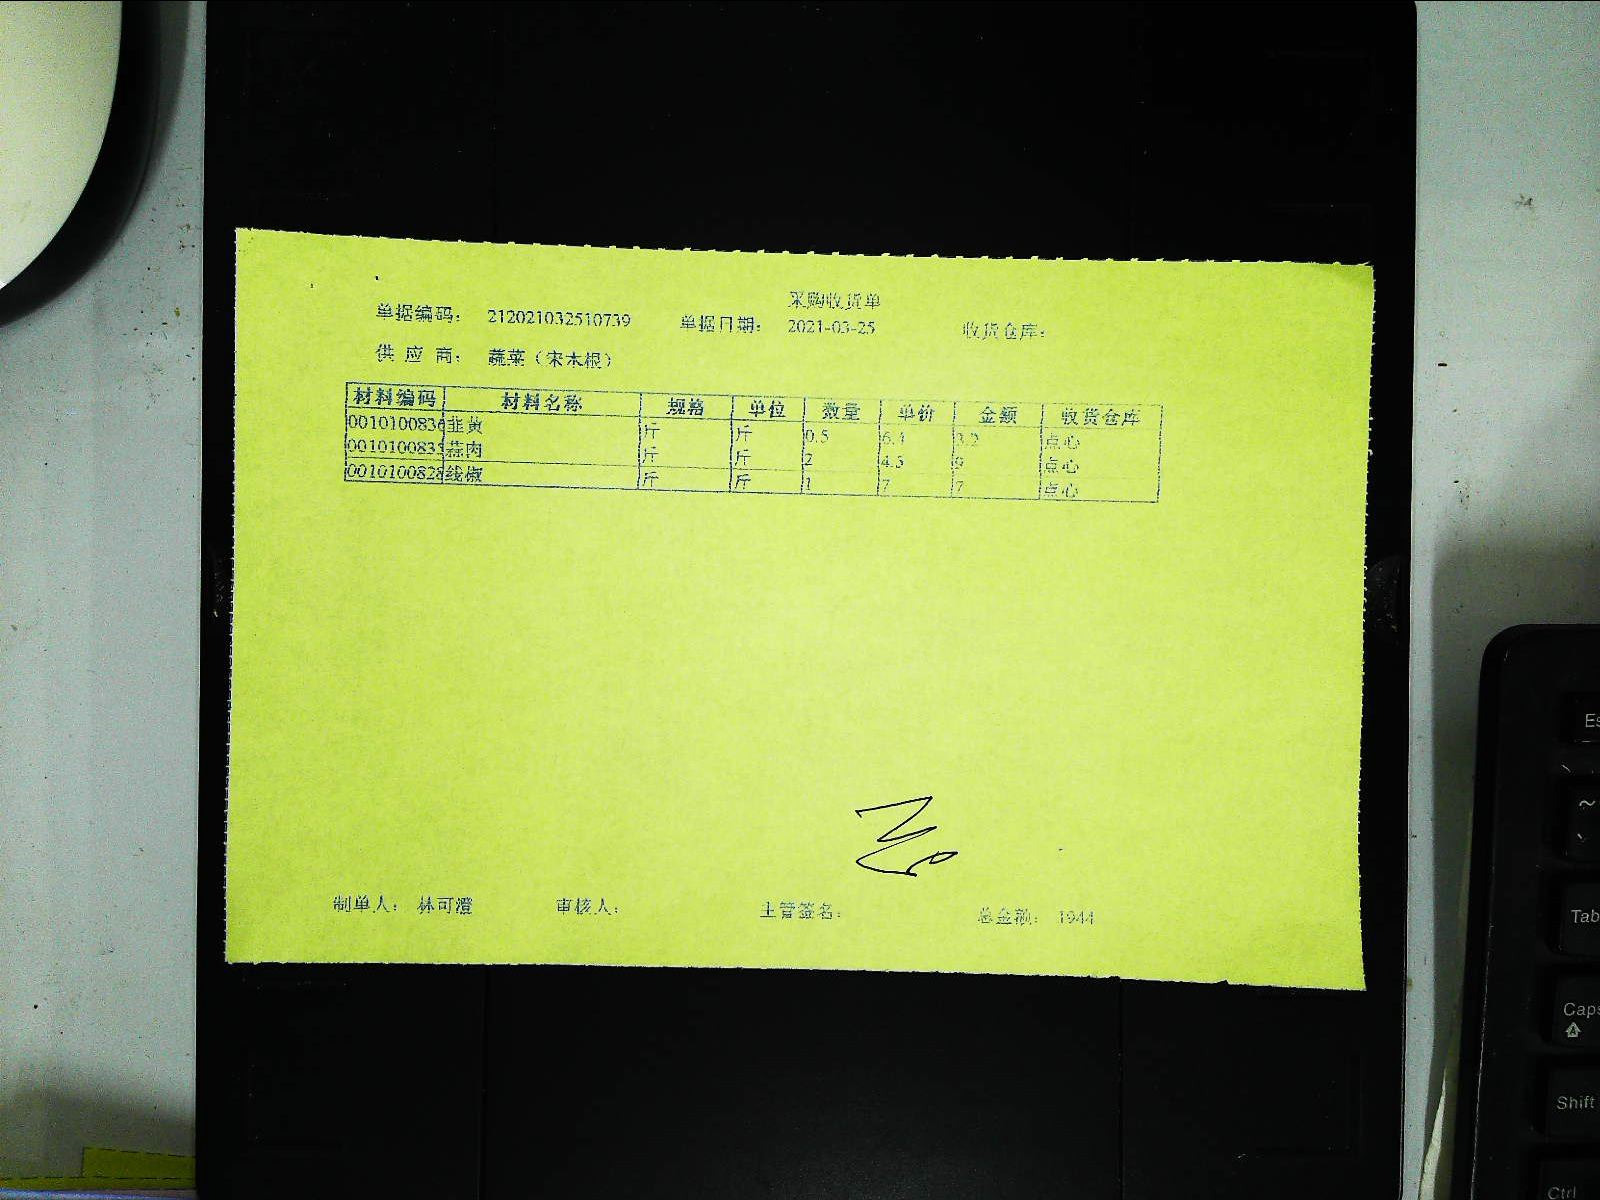 采购收货单
单据编码： 212021032510739 单据日期： 2021-03-25 收货仓库：
供 应 商： 蔬菜（宋本根）
材料编码 材料名称 规格 单位 数量 单价 金额 收货仓库
0010100836 韭黄 斤 斤 0.5 6.4 3.2 点心
001010083 蒜肉 斤 斤 2 4.5 9 点心
0010100828 线椒 斤 斤 1 7 7 点心
制单人： 林可澄 审核人： 主管签名： 总金额： 1944
Es
~
Tab
Caps
Shift
Ctrl